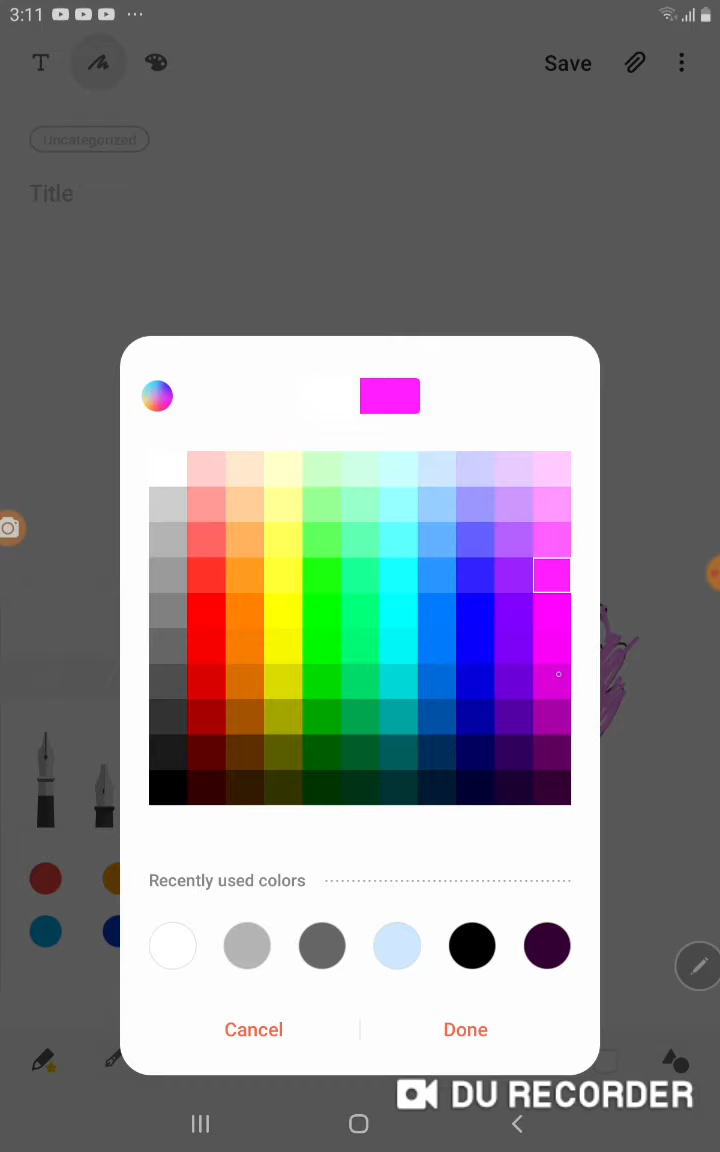 3:11
T
Save
Uncategorized
Title
Recently used colors
Cancel
Done
DU RECORDER